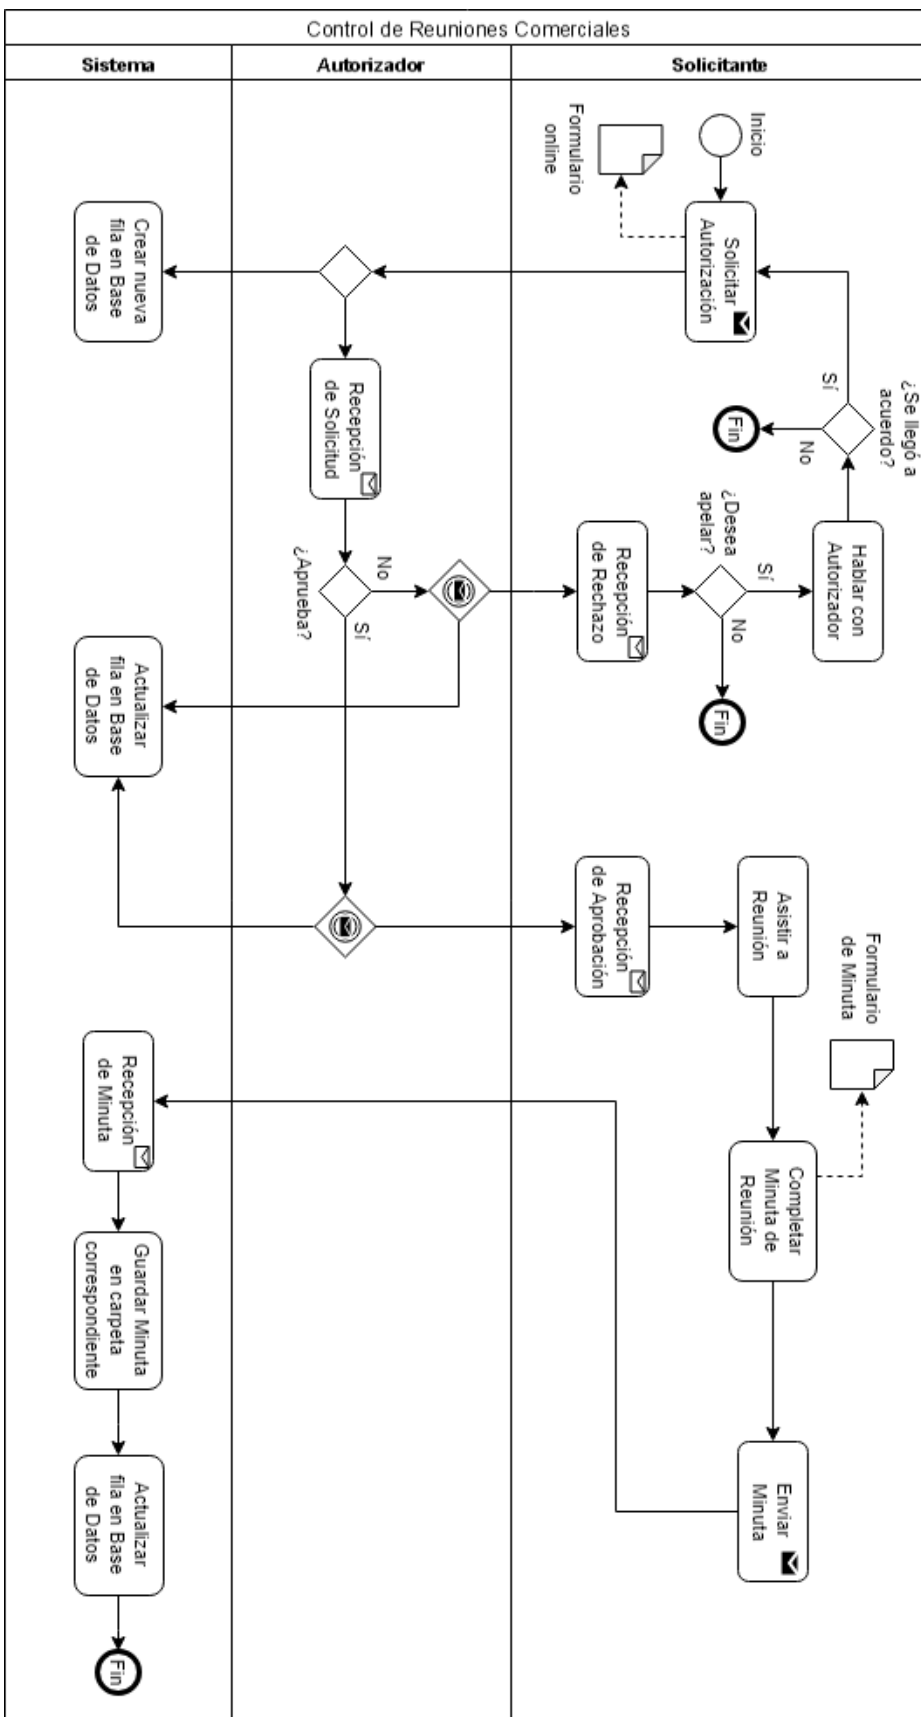 Control de Reuniones Comerciales
Sistema
Autorizador
Solicitante
Inicio
Formulario
online
Solicitar
Autorización
¿Se llegó a
acuerdo?
Sí
No
Fin
Hablar con
Autorizador
¿Desea
apelar?
Sí
No
Fin
Recepción
de Rechazo
Recepción
de Aprobación
Asistir a
Reunión
Formulario
de Minuta
Completar
Minuta de
Reunión
Enviar
Minuta
Recepción
de Solicitud
¿Aprueba?
No
Sí
Crear nueva
fila en Base
de Datos
Actualizar
fila en Base
de Datos
Recepción
de Minuta
Guardar Minuta
en carpeta
correspondiente
Actualizar
fila en Base
de Datos
Fin